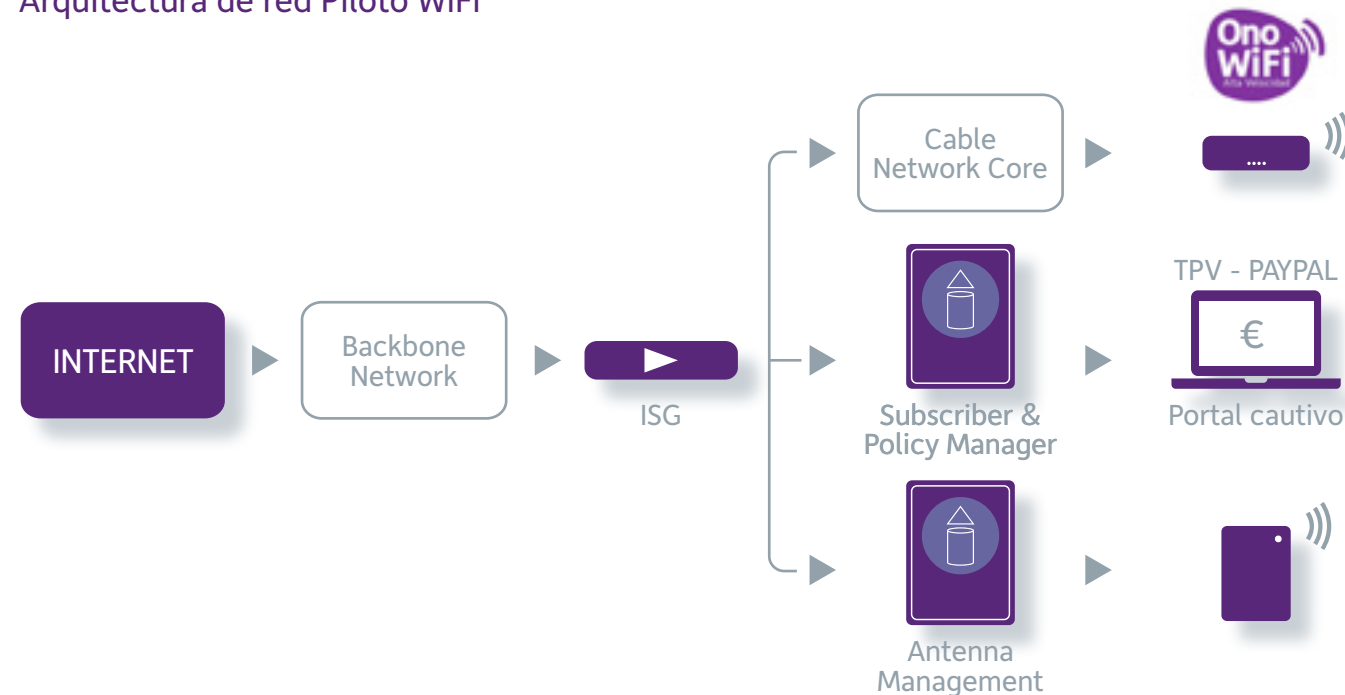 Arquitectura de red Piloto WiFi
Ono
WiFi
Alta Velocidad
Cable
Network Core
TPV - PAYPAL
INTERNET
Backbone
Network
€
ISG
Subscriber &
Policy Manager
Portal cautivo
Antenna
Management